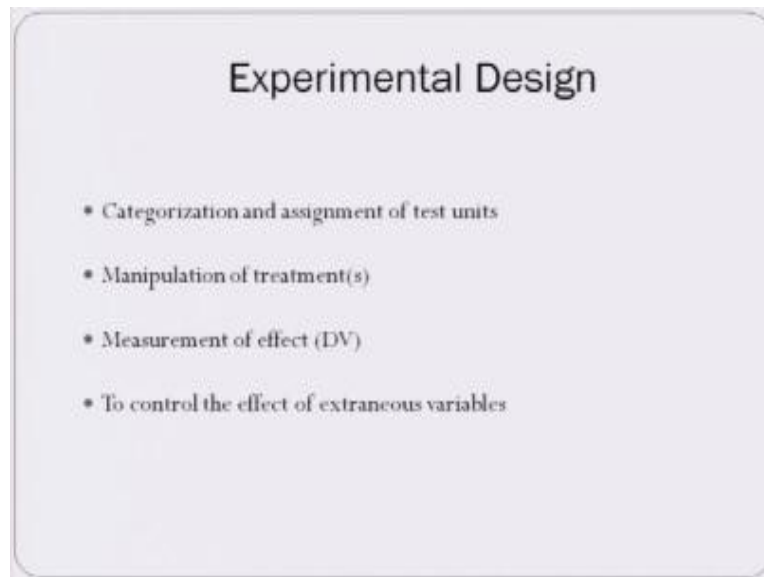 Experimental Design
• Categorization and assignment of test units
• Manipulation of treatment(s)
• Measurement of effect (DV)
• To control the effect of extraneous variables